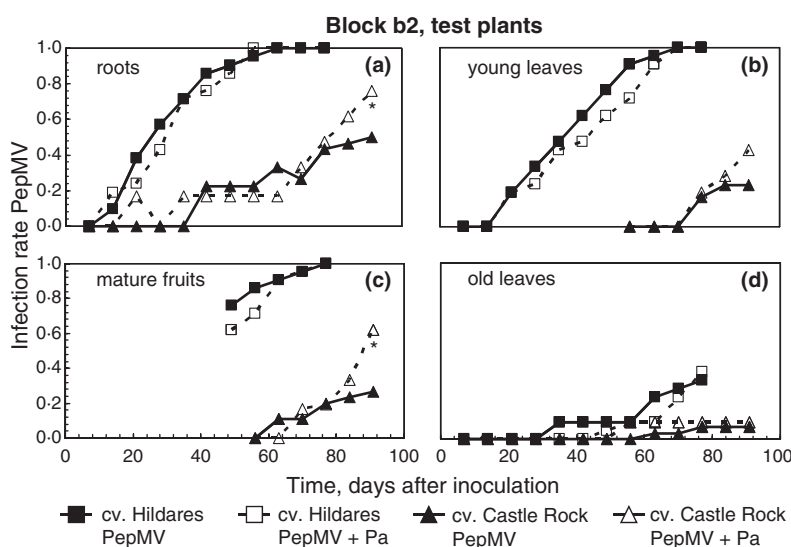 Block b2, test plants
Infection rate PepMV
1·0
0·8
0·6
0·4
0·2
0·0
roots
(a)
*
young leaves
(b)
1·0
0·8
0·6
0·4
0·2
0·0
mature fruits
(c)
*
old leaves
(d)
0 20 40 60 80 100
0 20 40 60 80 100
Time, days after inoculation
cv. Hildares PepMV
cv. Hildares PepMV + Pa
cv. Castle Rock PepMV
cv. Castle Rock PepMV + Pa